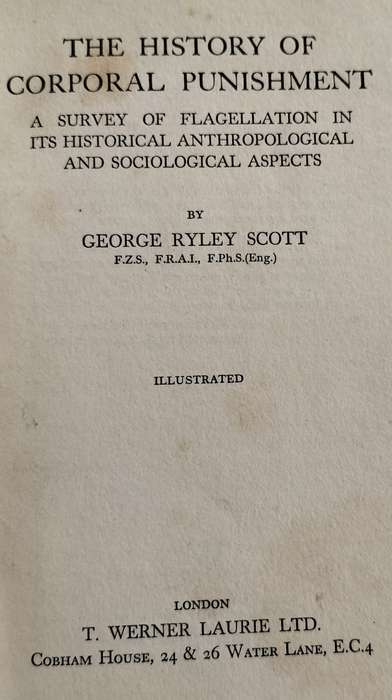 THE HISTORY OF
CORPORAL PUNISHMENT
A SURVEY OF FLAGELLATION IN
ITS HISTORICAL ANTHROPOLOGICAL
AND SOCIOLOGICAL ASPECTS
BY
GEORGE RYLEY SCOTT
F.Z.S., F.R.A.I., F.Ph.S.(Eng.)
ILLUSTRATED
LONDON
T. WERNER LAURIE LTD.
COBHAM HOUSE, 24 & 26 WATER LANE, E.C.4